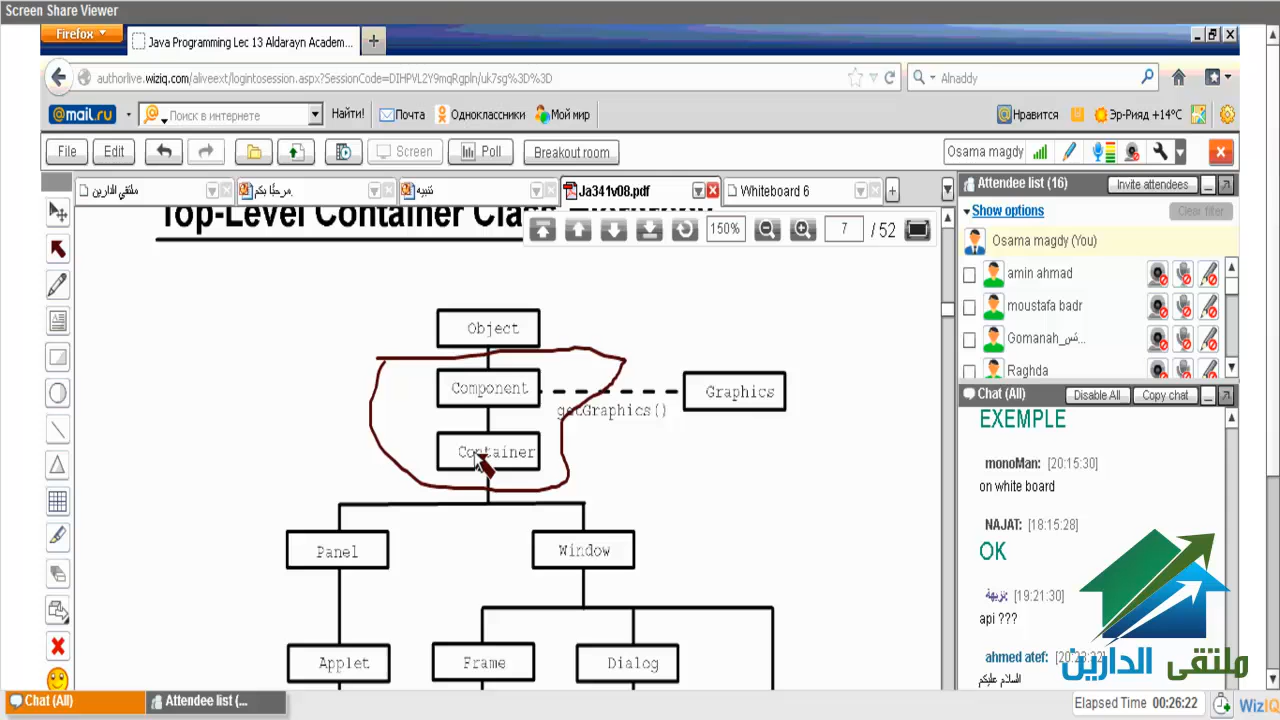 Screen Share Viewer
Firefox
Java Programming Lec 13 Aldarayn Academ...
authorlive.wiziq.com/aliveext/logintosession.aspx?SessionCode=DIHPVL2Y9mqRgpln/uk7sg%3D%3D
Alnaddy
@mail.ru
Поиск в интернете
Найти!
Почта
Одноклассники
Мой мир
Нравится
Эр-Рияд +14°C
File
Edit
Screen
Poll
Breakout room
Osama magdy
ملتقي الدارين
مرحبًا بكم.
تنبيه
Ja341v08.pdf
Whiteboard 6
Top-Level Container
150%
7
/ 52
Object
Component
Graphics
getGraphics()
Container
Panel
Window
Applet
Frame
Dialog
Attendee list (16)
Invite attendees
Show options
Clear filter
Osama magdy (You)
amin ahmad
moustafa badr
Raghda
Chat (All)
Disable All
Copy chat
EXEMPLE
monoMan: [20:15:30]
on white board
NAJAT: [18:15:28]
OK
نزيهة: [19:21:30]
api ???
ahmed atef:
السلام عليكم
ملتقى الدارين
Chat (All)
Attendee list (...
Elapsed Time 00:26:22
WizIQ